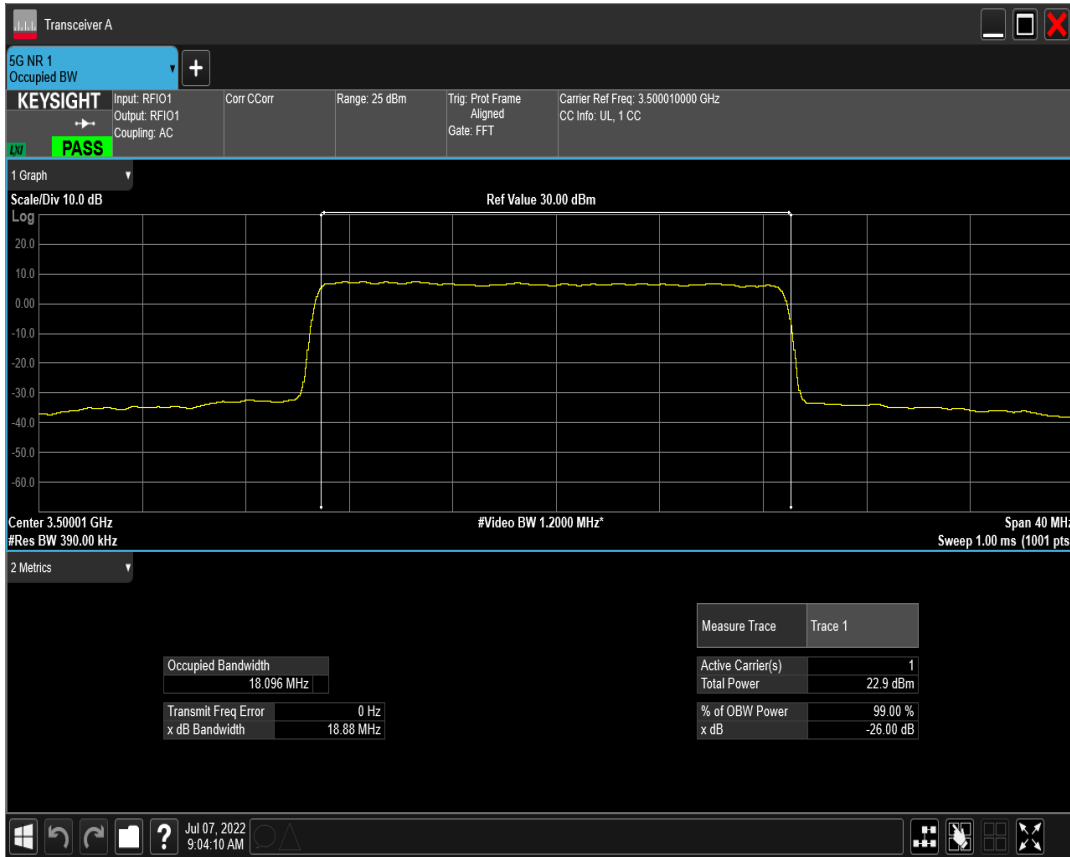 Transceiver A
5G NR 1
Occupied BW
+
KEYSIGHT
LXI
PASS
Input: RFIO1
Output: RFIO1
Coupling: AC
Corr CCorr
Range: 25 dBm
Trig: Prot Frame
Aligned
Gate: FFT
Carrier Ref Freq: 3.500010000 GHz
CC Info: UL, 1 CC
1 Graph
Scale/Div 10.0 dB
Ref Value 30.00 dBm
Log
20.0
10.0
0.00
-10.0
-20.0
-30.0
-40.0
-50.0
-60.0
Center 3.50001 GHz
#Video BW 1.2000 MHz*
Span 40 MHz
#Res BW 390.00 kHz
Sweep 1.00 ms (1001 pts
2 Metrics
Measure Trace Trace 1
Occupied Bandwidth
18.096 MHz
Active Carrier(s) 1
Total Power 22.9 dBm
Transmit Freq Error 0 Hz
x dB Bandwidth 18.88 MHz
% of OBW Power 99.00 %
x dB -26.00 dB
?
Jul 07, 2022
9:04:10 AM